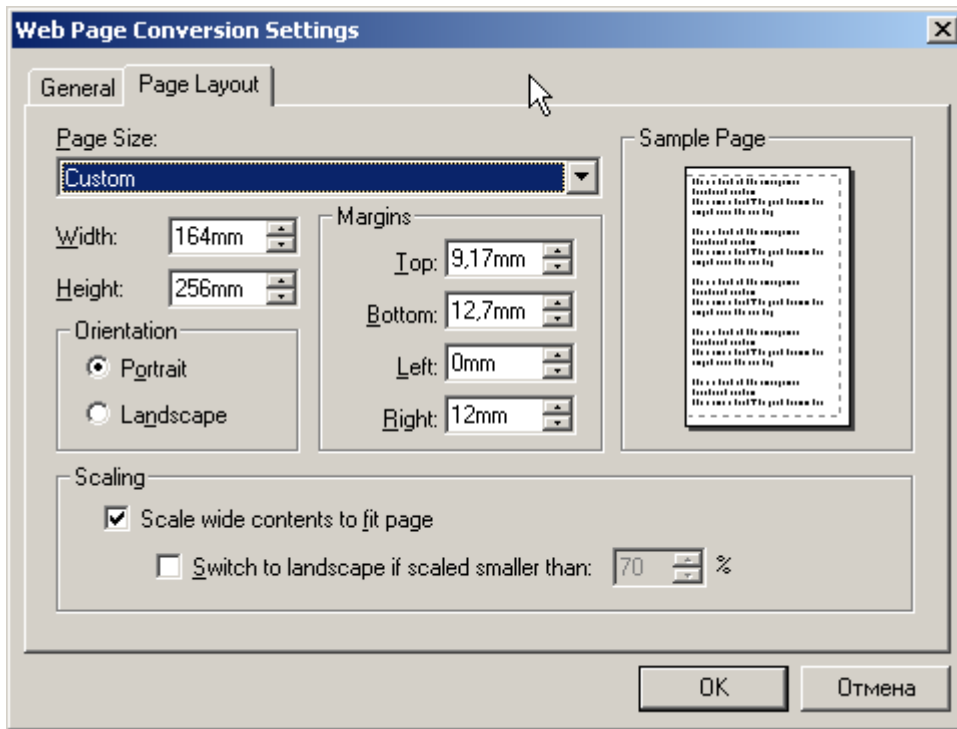 Web Page Conversion Settings
General
Page Layout
Page Size:
Custom
Width: 164mm
Height: 256mm
Orientation
Portrait
Landscape
Margins
Top: 9,17mm
Bottom: 12,7mm
Left: 0mm
Right: 12mm
Sample Page
Scaling
Scale wide contents to fit page
Switch to landscape if scaled smaller than: 70 %
OK
Отмена